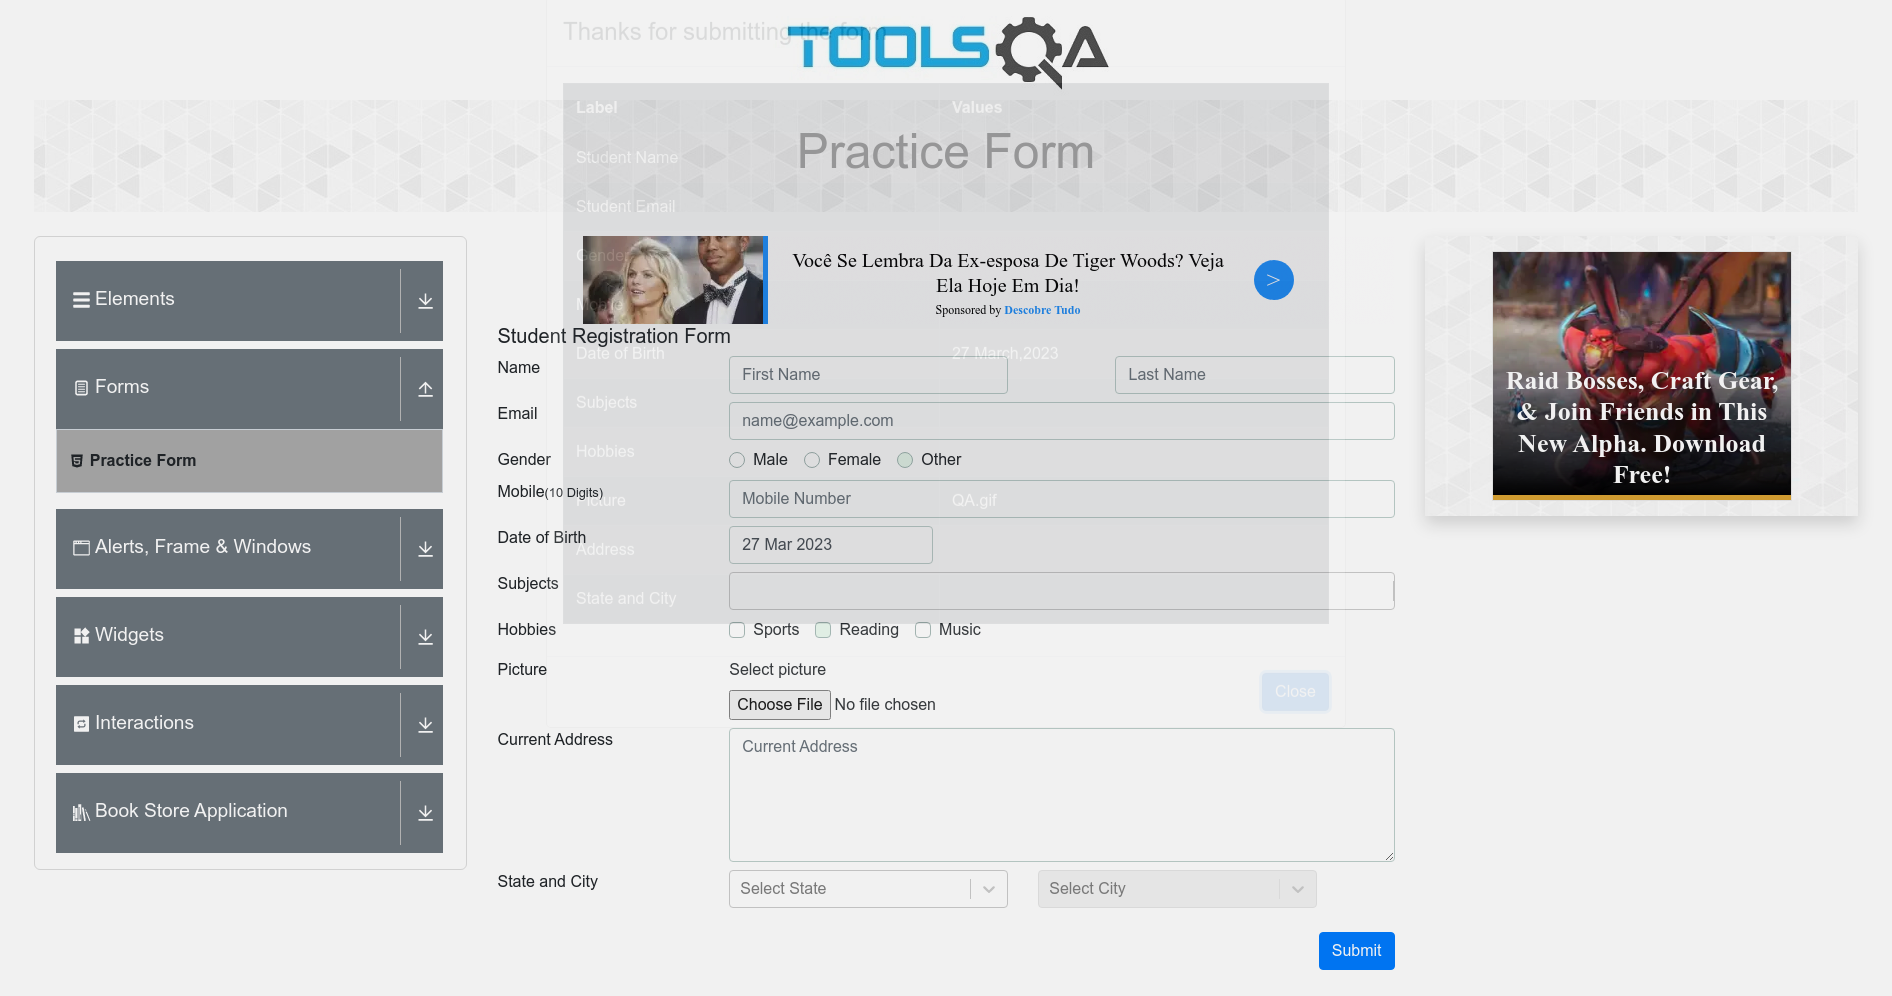 Thanks for submitting the form
TOOLSQA
Label Values
Practice Form
Student Name
Student Email
Gender
Você Se Lembra Da Ex-esposa De Tiger Woods? Veja
Ela Hoje Em Dia!
>
Sponsored by Descobre Tudo
Elements
Forms
Practice Form
Alerts, Frame & Windows
Widgets
Interactions
Book Store Application
Student Registration Form
Date of Birth 27 March,2023
Name First Name Last Name
Subjects
Email name@example.com
Hobbies
Gender Male Female Other
Mobile(10 Digits) Mobile Number
Picture QA.gif
Date of Birth 27 Mar 2023
Address
Subjects
State and City
Hobbies Sports Reading Music
Picture Select picture
Close
Choose File No file chosen
Current Address Current Address
State and City Select State Select City
Submit
Raid Bosses, Craft Gear,
& Join Friends in This
New Alpha. Download
Free!